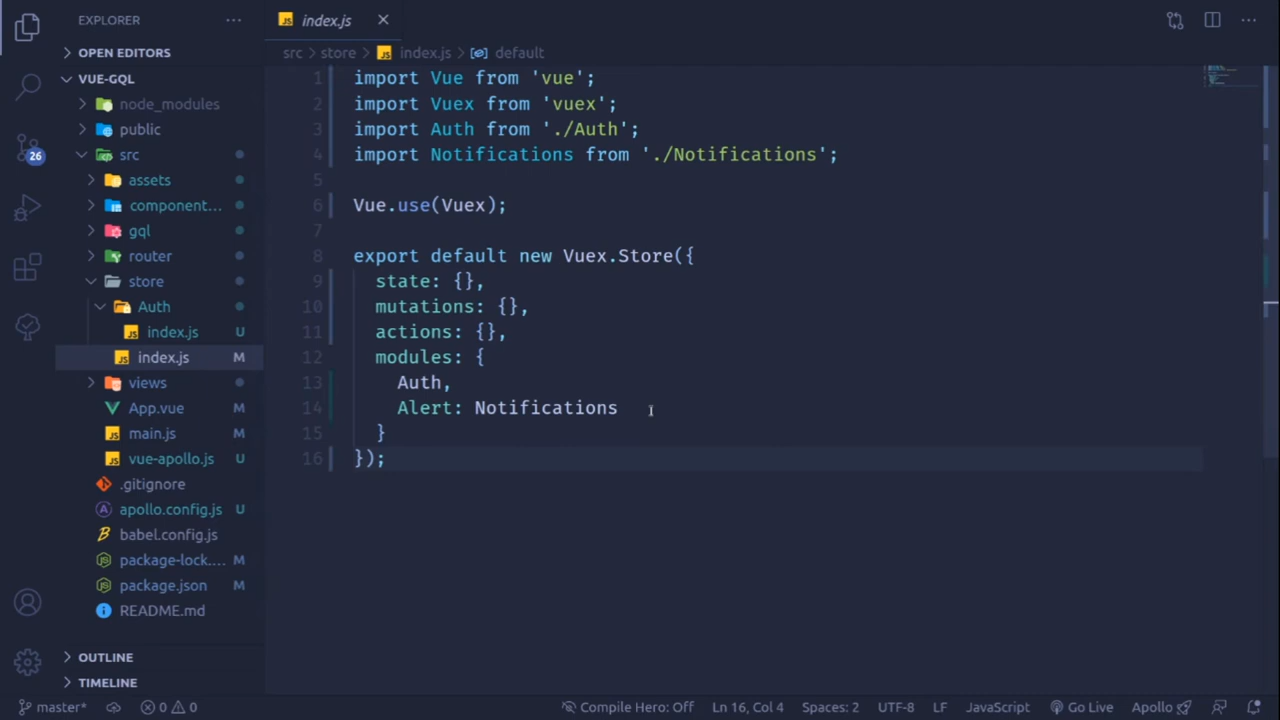 EXPLORER
index.js
OPEN EDITORS
src > store > index.js > default
VUE-GQL
node_modules
public
src
assets
component...
gql
router
store
Auth
index.js U
index.js M
views
App.vue M
main.js M
vue-apollo.js U
.gitignore
apollo.config.js U
babel.config.js
package-lock.... M
package.json M
README.md
OUTLINE
TIMELINE
26
1 import Vue from 'vue';
2 import Vuex from 'vuex';
3 import Auth from './Auth';
4 import Notifications from './Notifications';
5
6 Vue.use(Vuex);
7
8 export default new Vuex.Store({
9 state: {},
10 mutations: {},
11 actions: {},
12 modules: {
13 Auth,
14 Alert: Notifications
15 }
16 });
master* 0 0 Compile Hero: Off Ln 16, Col 4 Spaces: 2 UTF-8 LF JavaScript Go Live Apollo